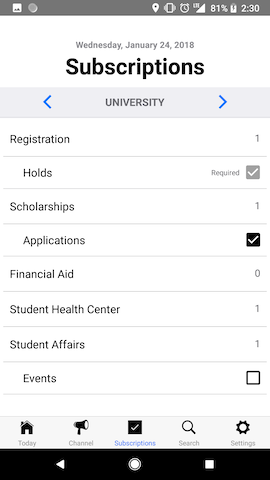 81% 2:30
Wednesday, January 24, 2018
Subscriptions
UNIVERSITY
Registration 1
Holds Required
Scholarships 1
Applications
Financial Aid 0
Student Health Center 1
Student Affairs 1
Events
Today Channel Subscriptions Search Settings